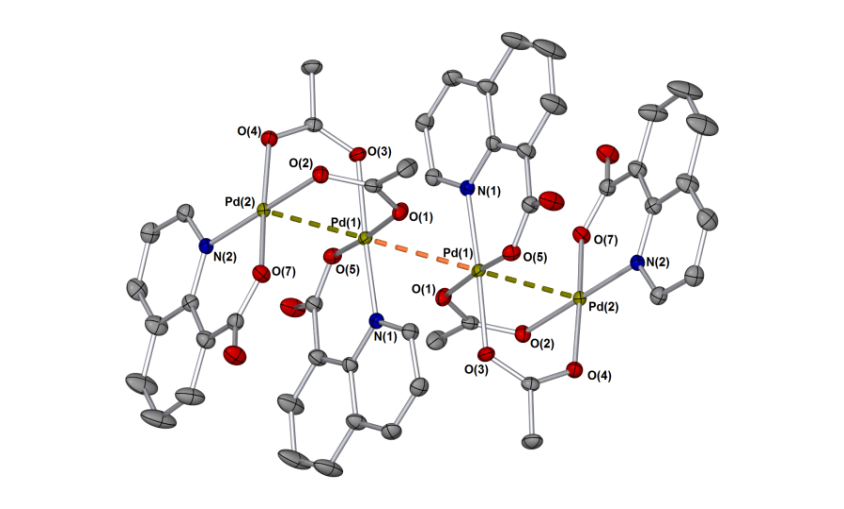 O(4)
O(3)
O(2)
Pd(2)
Pd(1)
O(1)
N(2)
O(7)
O(5)
N(1)
N(1)
Pd(1)
O(5)
O(7)
N(2)
O(1)
Pd(2)
O(2)
O(3)
O(4)